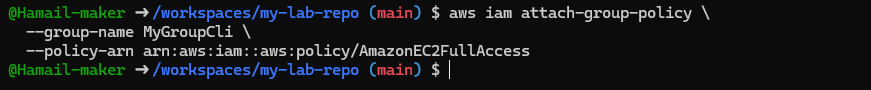 @Hamail-maker ➜ /workspaces/my-lab-repo (main) $ aws iam attach-group-policy \
  --group-name MyGroupCli \
  --policy-arn arn:aws:iam::aws:policy/AmazonEC2FullAccess
@Hamail-maker ➜ /workspaces/my-lab-repo (main) $